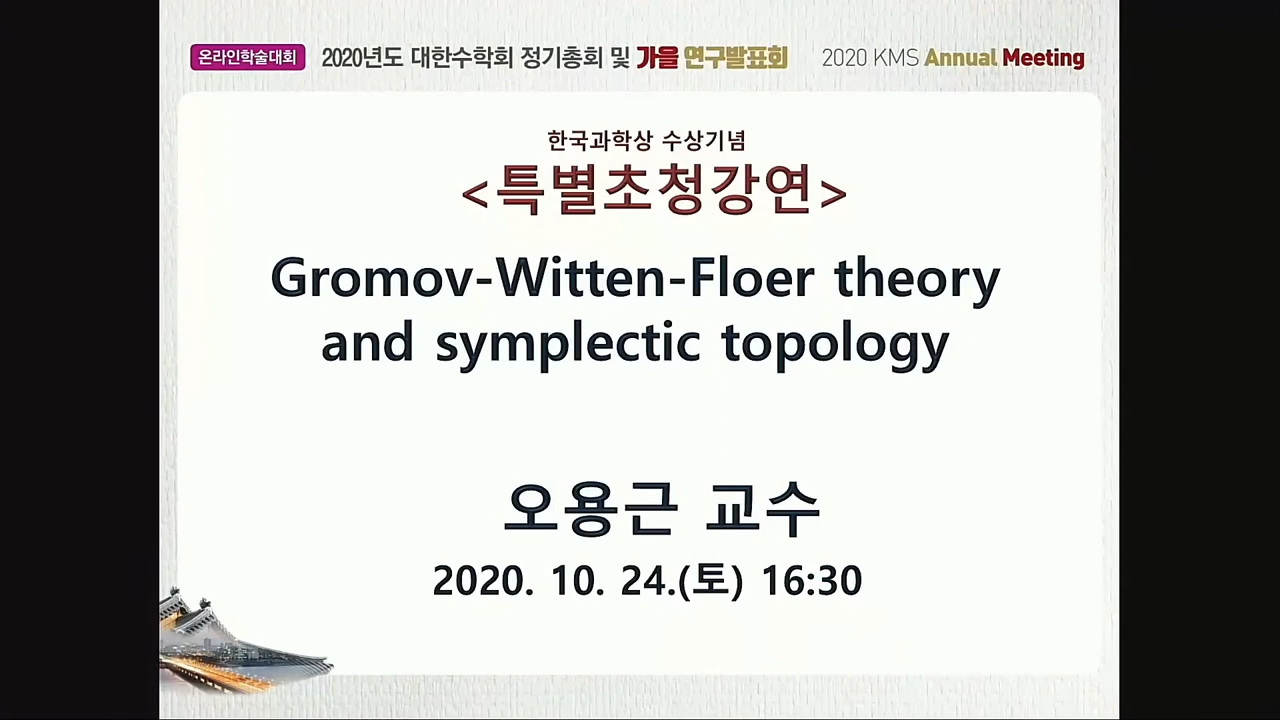 온라인학술대회 2020년도 대한수학회 정기총회 및 가을 연구발표회 2020 KMS Annual Meeting
한국과학상 수상기념
<특별초청강연>
Gromov-Witten-Floer theory
and symplectic topology
오용근 교수
2020. 10. 24.(토) 16:30